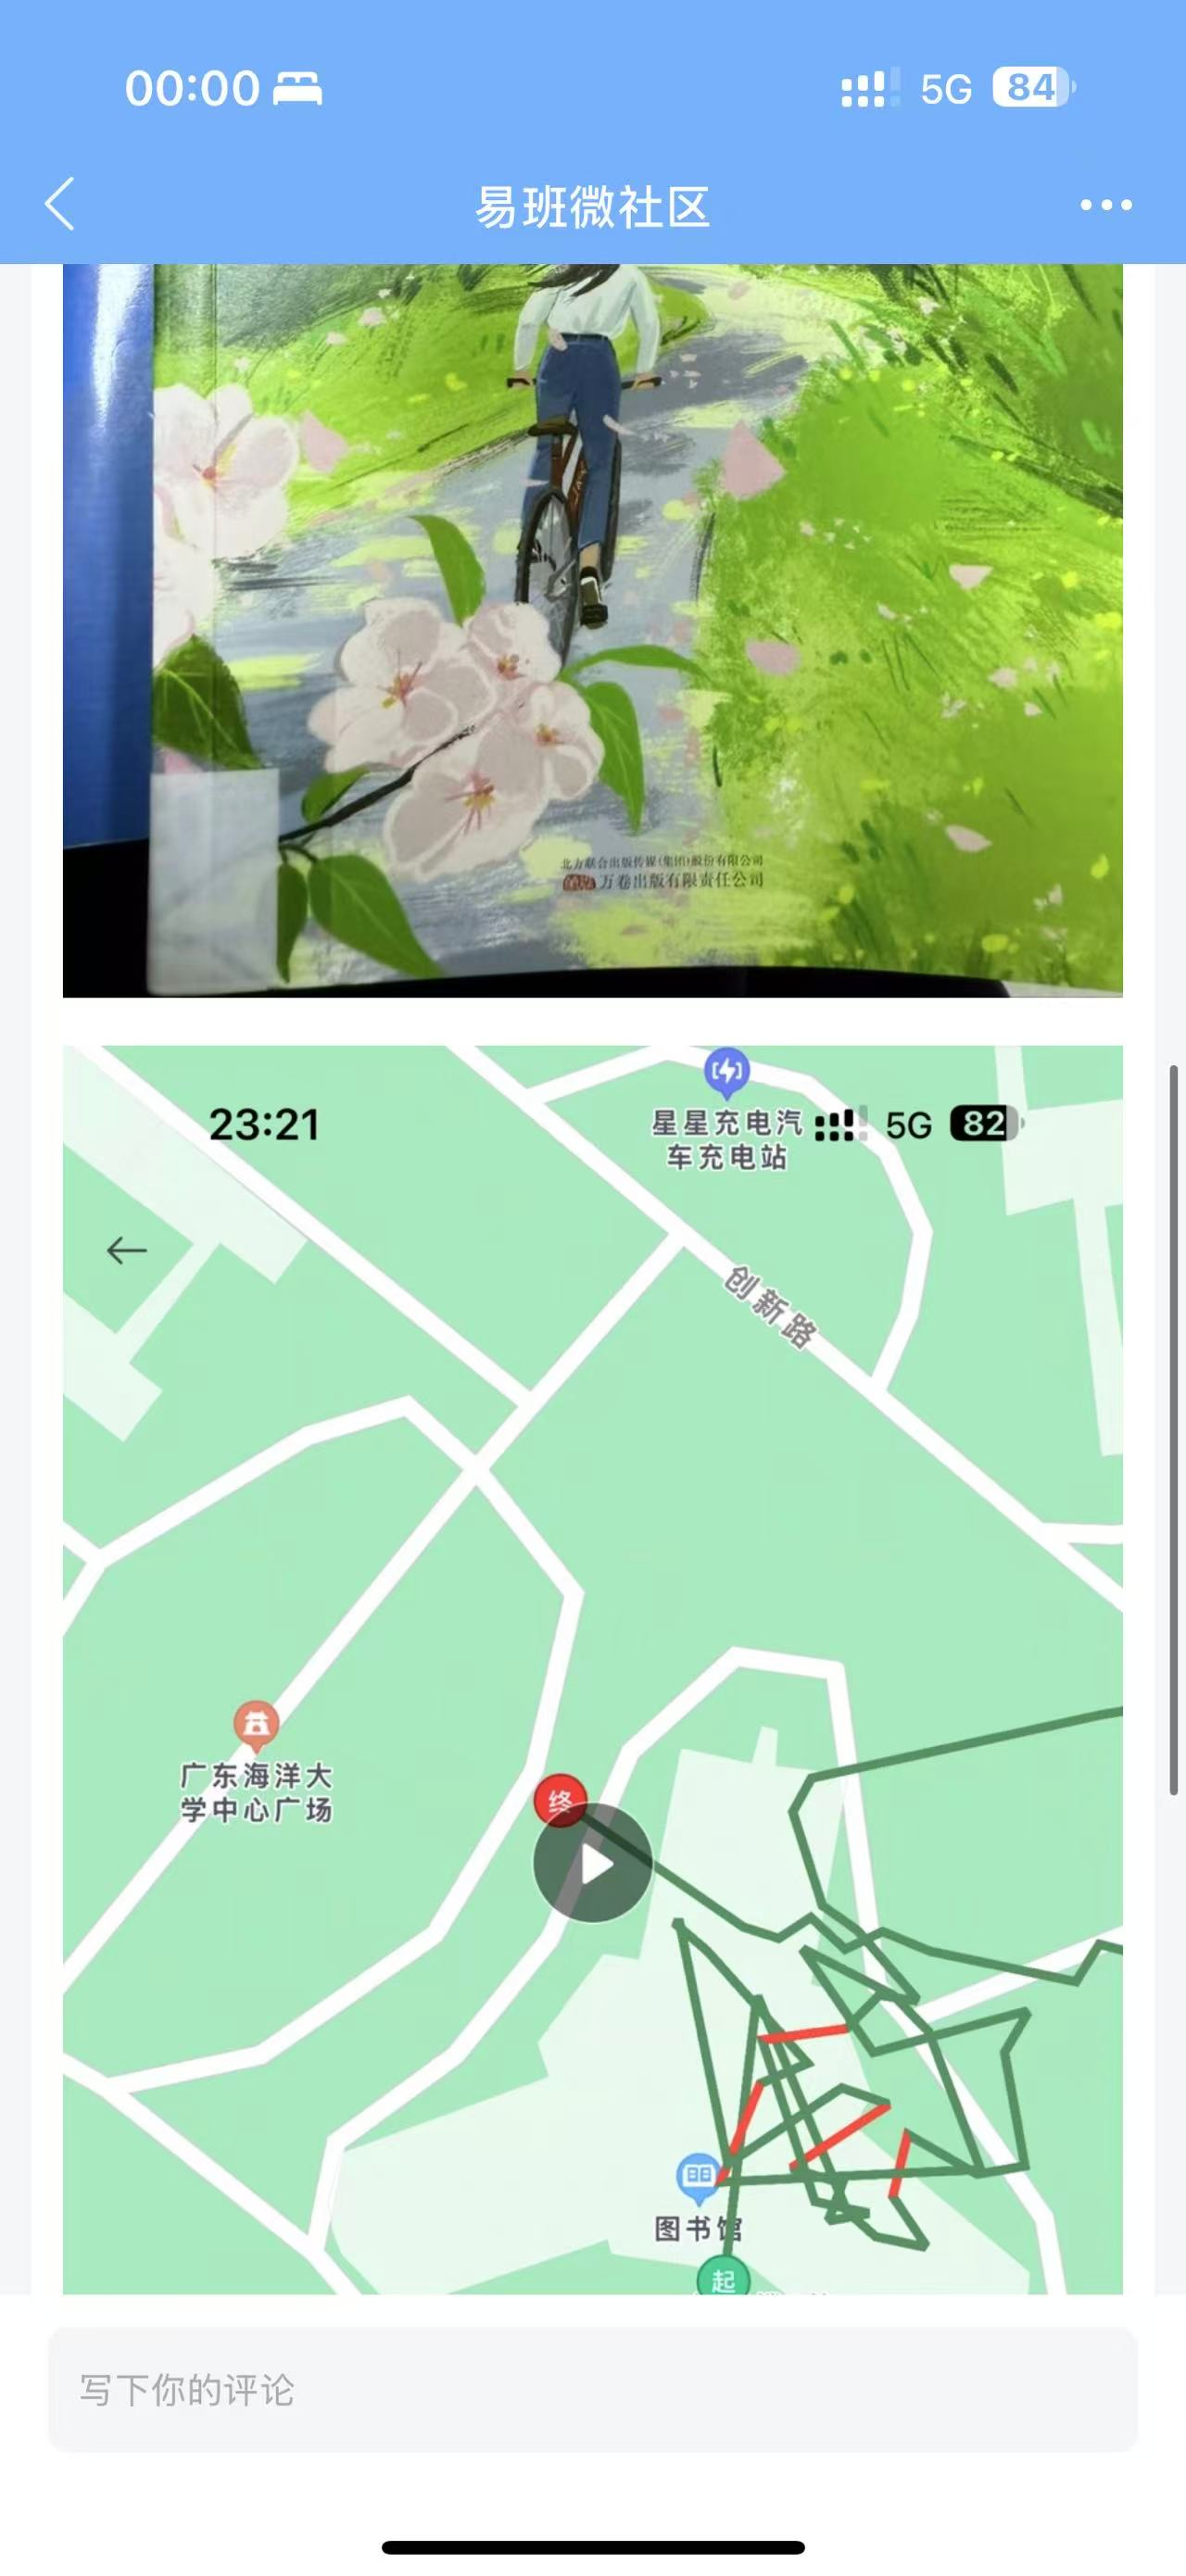 00:00
5G 84
易班微社区
北方联合出版传媒(集团)股份有限公司
万卷出版有限责任公司
23:21
星星充电汽
车充电站
5G 82
创新路
广东海洋大
学中心广场
终
图书馆
起
写下你的评论